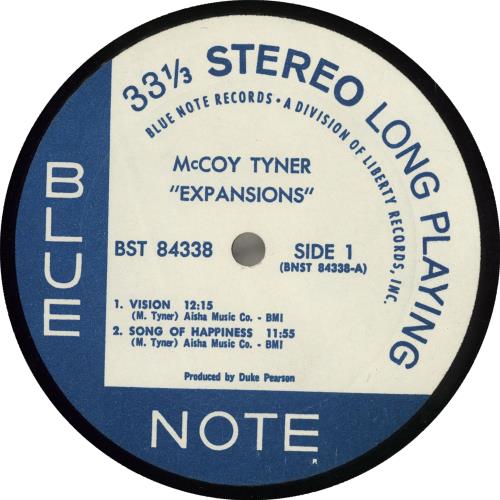 33 1/3 STEREO LONG PLAYING
BLUE NOTE RECORDS • A DIVISION OF LIBERTY RECORDS, INC.
McCOY TYNER
"EXPANSIONS"
BST 84338
SIDE 1
(BNST 84338-A)
1. VISION 12:15
(M. Tyner) Aisha Music Co. - BMI
2. SONG OF HAPPINESS 11:55
(M. Tyner) Aisha Music Co. - BMI
Produced by Duke Pearson
BLUE
NOTE
R